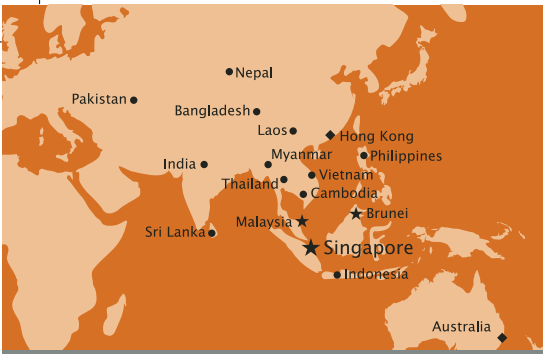 Nepal
Pakistan
Bangladesh
Laos
Hong Kong
Myanmar
Philippines
India
Vietnam
Thailand
Cambodia
Brunei
Malaysia
Sri Lanka
Singapore
Indonesia
Australia